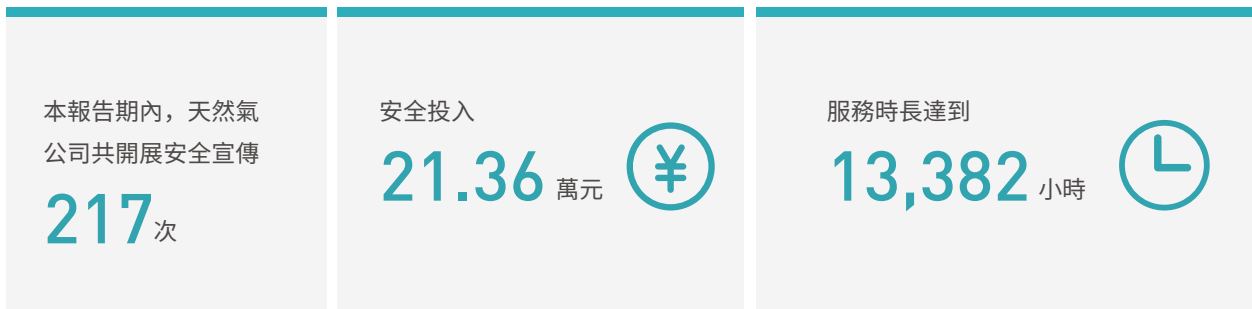 本報告期內，天然氣
公司共開展安全宣傳
217次
安全投入
21.36 萬元
¥
服務時長達到
13,382 小時